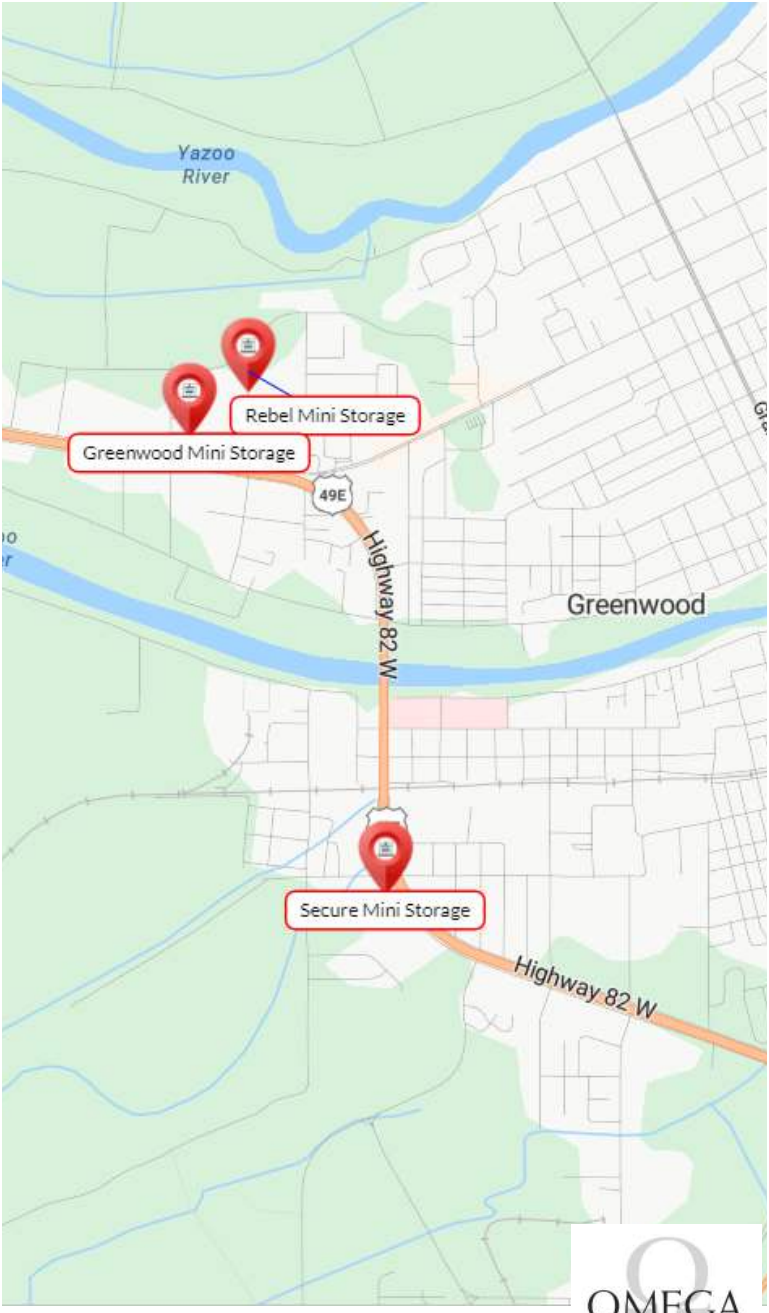 Yazoo
River
Rebel Mini Storage
Greenwood Mini Storage
49E
Highway 82 W
Greenwood
Secure Mini Storage
Highway 82 W
OMEGA